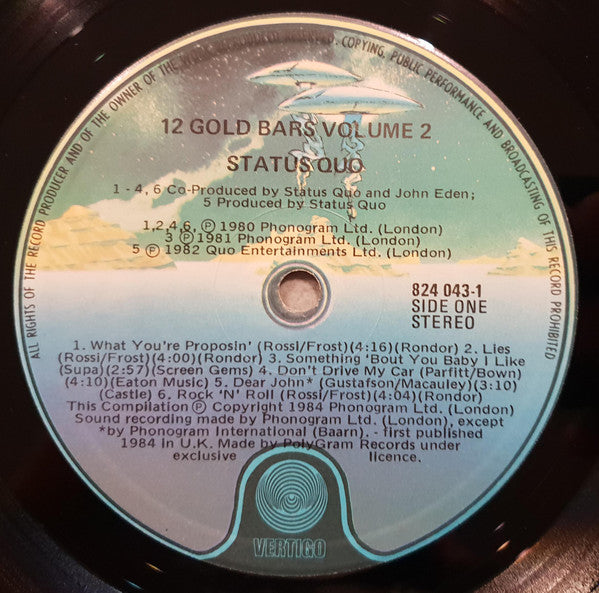 ALL RIGHTS OF THE RECORD PRODUCER AND OF THE OWNER OF THE WORK REPRODUCED RESERVED. COPYING, PUBLIC PERFORMANCE AND BROADCASTING OF THIS RECORD PROHIBITED
12 GOLD BARS VOLUME 2
STATUS QUO
1 - 4, 6 Co-Produced by Status Quo and John Eden;
5 Produced by Status Quo
1,2,4,6, Ⓟ 1980 Phonogram Ltd. (London)
3 Ⓟ 1981 Phonogram Ltd. (London)
5 Ⓟ 1982 Quo Entertainments Ltd. (London)
824 043-1
SIDE ONE
STEREO
1. What You're Proposin' (Rossi/Frost)(4:16)(Rondor) 2. Lies
(Rossi/Frost)(4:00)(Rondor) 3. Something 'Bout You Baby I Like
(Supa)(2:57)(Screen Gems) 4. Don't Drive My Car (Parfitt/Bown)
(4:10)(Eaton Music) 5. Dear John* (Gustafson/Macauley)(3:10)
(Castle) 6. Rock 'N' Roll (Rossi/Frost)(4:04)(Rondor)
This Compilation Ⓟ Copyright 1984 Phonogram Ltd. (London)
Sound recording made by Phonogram Ltd. (London), except
*by Phonogram International (Baarn). - first published
1984 in U.K. Made by PolyGram Records under
exclusive licence.
VERTIGO